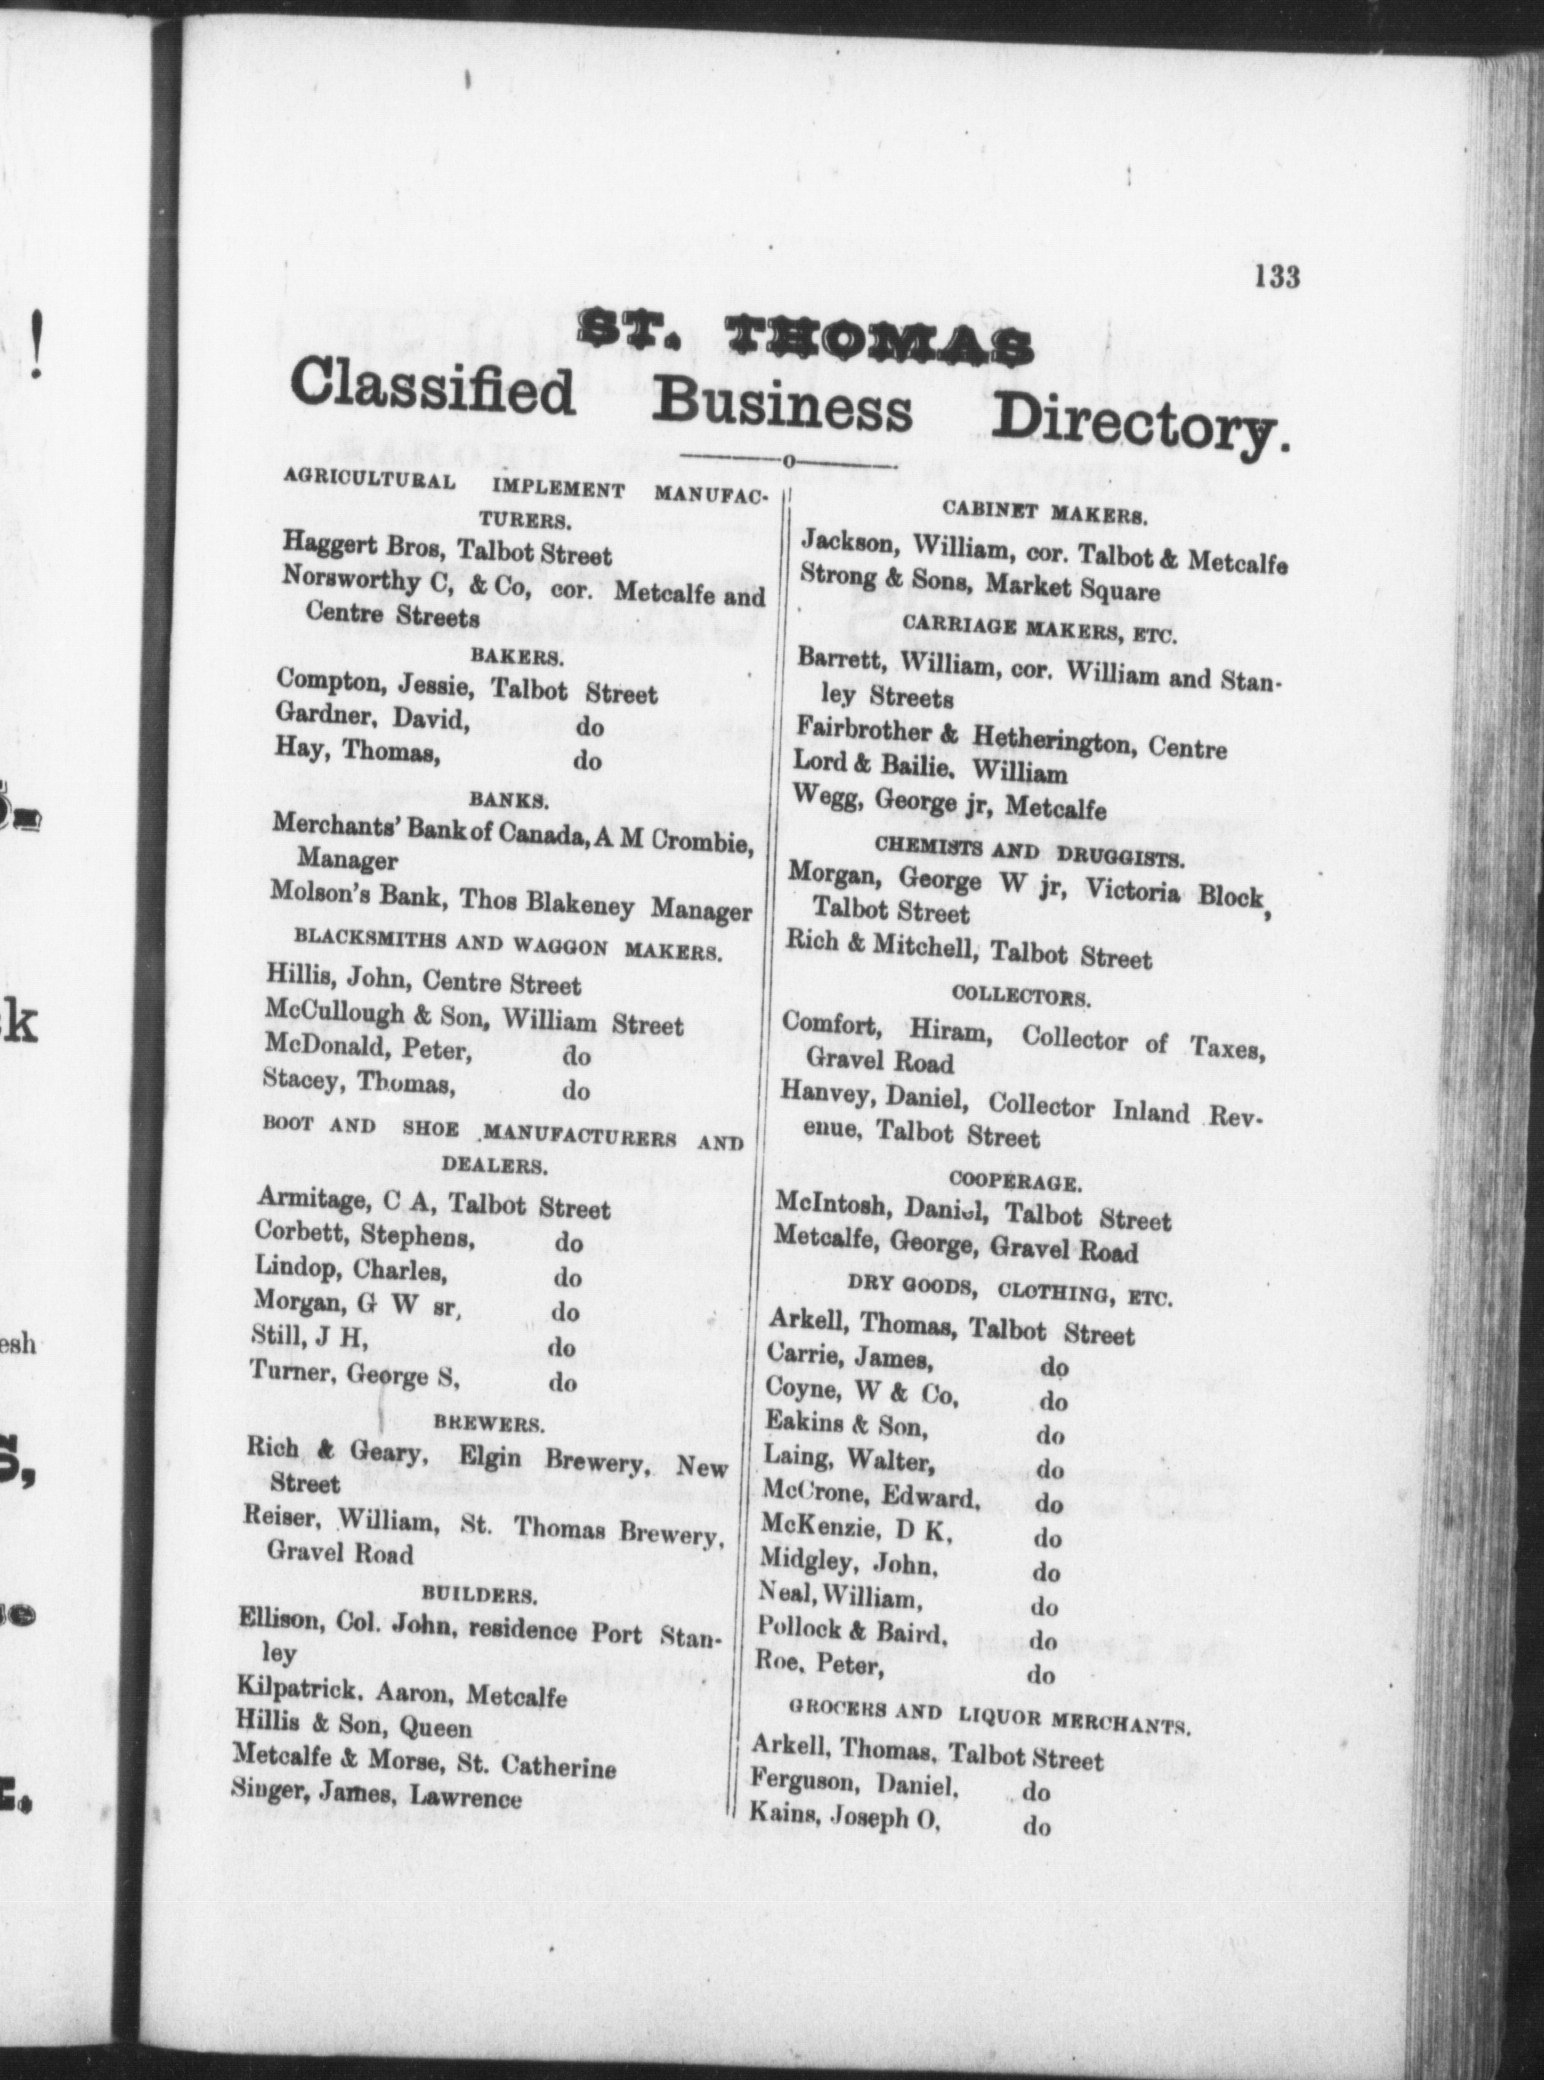 133
ST. THOMAS
Classified Business Directory.
AGRICULTURAL IMPLEMENT MANUFAC-
TURERS.
Haggert Bros, Talbot Street
Norsworthy C, & Co, cor. Metcalfe and
Centre Streets
BAKERS.
Compton, Jessie, Talbot Street
Gardner, David, do
Hay, Thomas, do
BANKS.
Merchants' Bank of Canada, A M Crombie,
Manager
Molson's Bank, Thos Blakeney Manager
BLACKSMITHS AND WAGGON MAKERS.
Hillis, John, Centre Street
McCullough & Son, William Street
McDonald, Peter, do
Stacey, Thomas, do
BOOT AND SHOE MANUFACTURERS AND
DEALERS.
Armitage, C A, Talbot Street
Corbett, Stephens, do
Lindop, Charles, do
Morgan, G W sr, do
Still, J H, do
Turner, George S, do
BREWERS.
Rich & Geary, Elgin Brewery, New
Street
Reiser, William, St. Thomas Brewery,
Gravel Road
BUILDERS.
Ellison, Col. John, residence Port Stan-
ley
Kilpatrick, Aaron, Metcalfe
Hillis & Son, Queen
Metcalfe & Morse, St. Catherine
Singer, James, Lawrence
CABINET MAKERS.
Jackson, William, cor. Talbot & Metcalfe
Strong & Sons, Market Square
CARRIAGE MAKERS, ETC.
Barrett, William, cor. William and Stan-
ley Streets
Fairbrother & Hetherington, Centre
Lord & Bailie, William
Wegg, George jr, Metcalfe
CHEMISTS AND DRUGGISTS.
Morgan, George W jr, Victoria Block,
Talbot Street
Rich & Mitchell, Talbot Street
COLLECTORS.
Comfort, Hiram, Collector of Taxes,
Gravel Road
Hanvey, Daniel, Collector Inland Rev-
enue, Talbot Street
COOPERAGE.
McIntosh, Daniel, Talbot Street
Metcalfe, George, Gravel Road
DRY GOODS, CLOTHING, ETC.
Arkell, Thomas, Talbot Street
Carrie, James, do
Coyne, W & Co, do
Eakins & Son, do
Laing, Walter, do
McCrone, Edward, do
McKenzie, D K, do
Midgley, John, do
Neal, William, do
Pollock & Baird, do
Roe, Peter, do
GROCERS AND LIQUOR MERCHANTS.
Arkell, Thomas, Talbot Street
Ferguson, Daniel, do
Kains, Joseph O, do